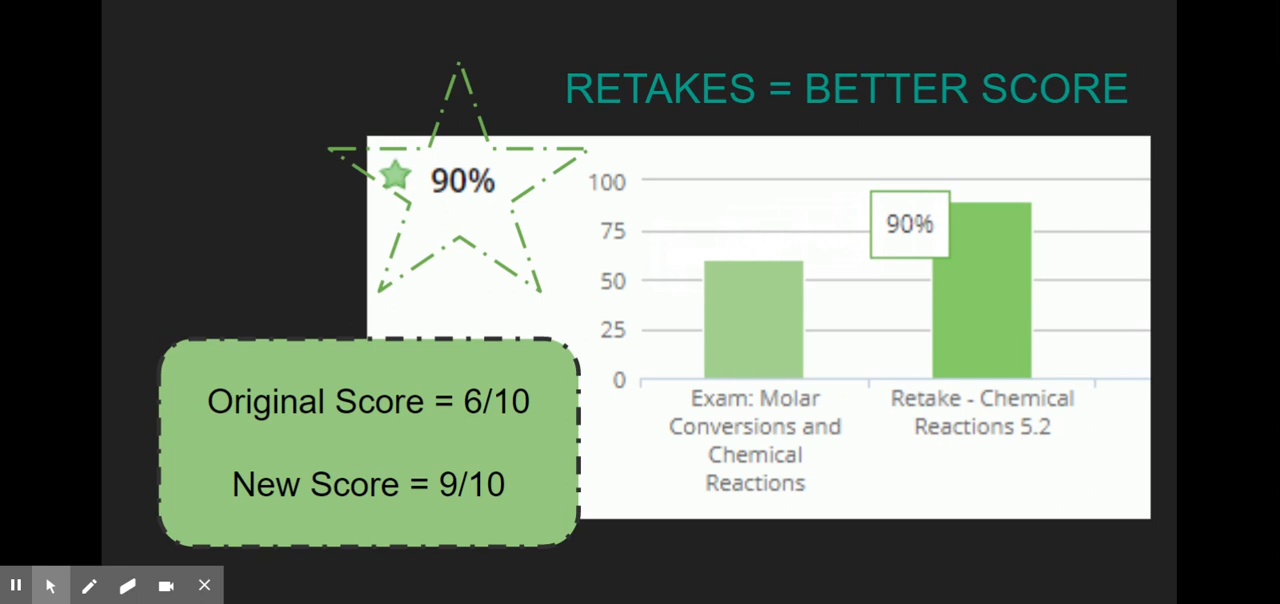 RETAKES = BETTER SCORE
90%
100
75
50
25
0
90%
Exam: Molar
Conversions and
Chemical
Reactions
Retake - Chemical
Reactions 5.2
Original Score = 6/10
New Score = 9/10